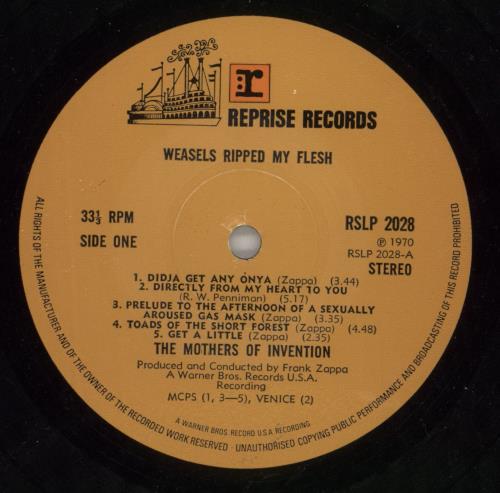 r
REPRISE RECORDS
WEASELS RIPPED MY FLESH
33⅓ RPM
SIDE ONE
RSLP 2028
℗ 1970
RSLP 2028-A
STEREO
1. DIDJA GET ANY ONYA (Zappa) (3.44)
2. DIRECTLY FROM MY HEART TO YOU
(R. W. Penniman) (5.17)
3. PRELUDE TO THE AFTERNOON OF A SEXUALLY
AROUSED GAS MASK (Zappa) (3.35)
4. TOADS OF THE SHORT FOREST (Zappa) (4.48)
5. GET A LITTLE (Zappa) (2.35)
THE MOTHERS OF INVENTION
Produced and Conducted by Frank Zappa
A Warner Bros. Records U.S.A.
Recording
MCPS (1, 3—5), VENICE (2)
A WARNER BROS. RECORD U.S.A RECORDING
ALL RIGHTS OF THE MANUFACTURER AND OF THE OWNER OF THE RECORDED WORK RESERVED - UNAUTHORISED COPYING PUBLIC PERFORMANCE AND BROADCASTING OF THIS RECORD PROHIBITED